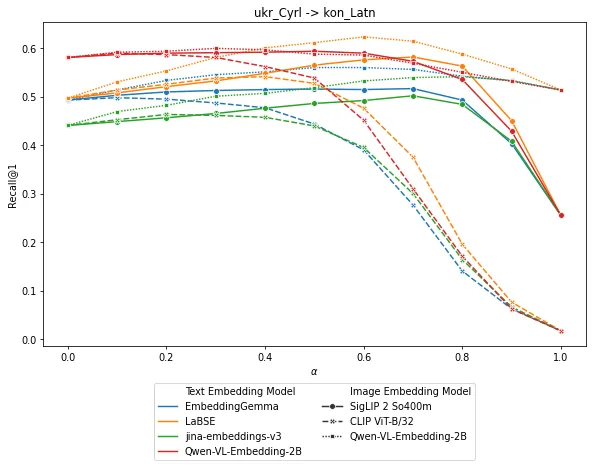 ukr_Cyrl -> kon_Latn
Recall@1
0.6
0.5
0.4
0.3
0.2
0.1
0.0
0.0 0.2 0.4 0.6 0.8 1.0
α
Text Embedding Model
EmbeddingGemma
LaBSE
jina-embeddings-v3
Qwen-VL-Embedding-2B
Image Embedding Model
SigLIP 2 So400m
CLIP ViT-B/32
Qwen-VL-Embedding-2B